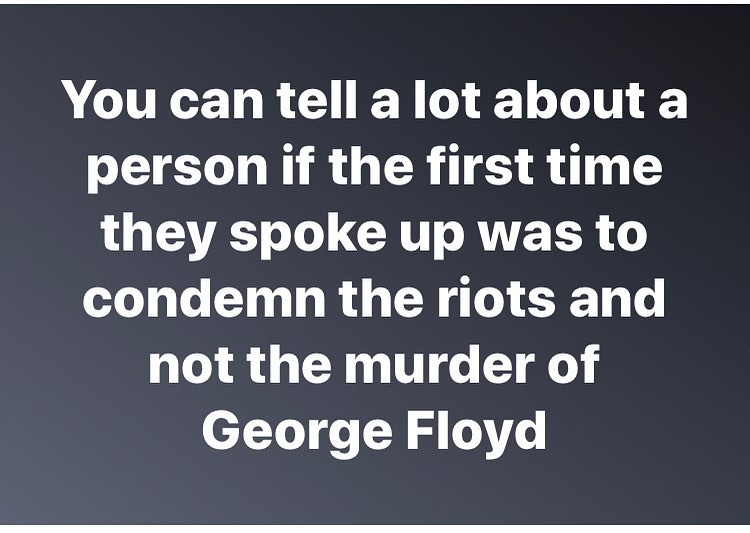 You can tell a lot about a
person if the first time
they spoke up was to
condemn the riots and
not the murder of
George Floyd